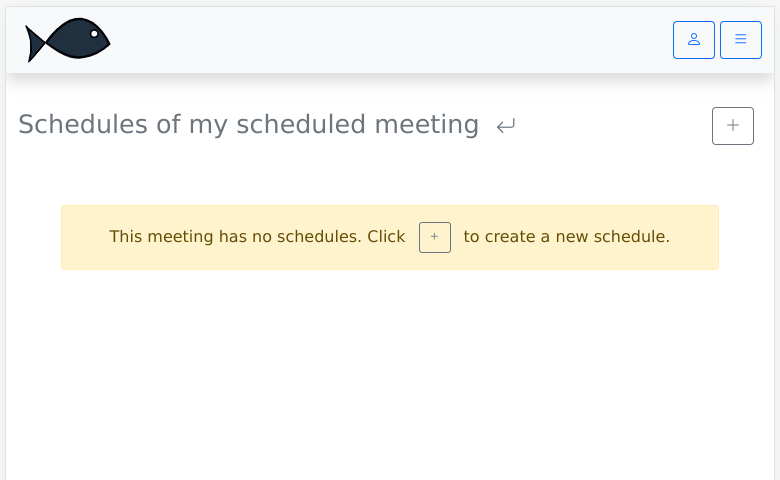 Schedules of my scheduled meeting
This meeting has no schedules. Click + to create a new schedule.